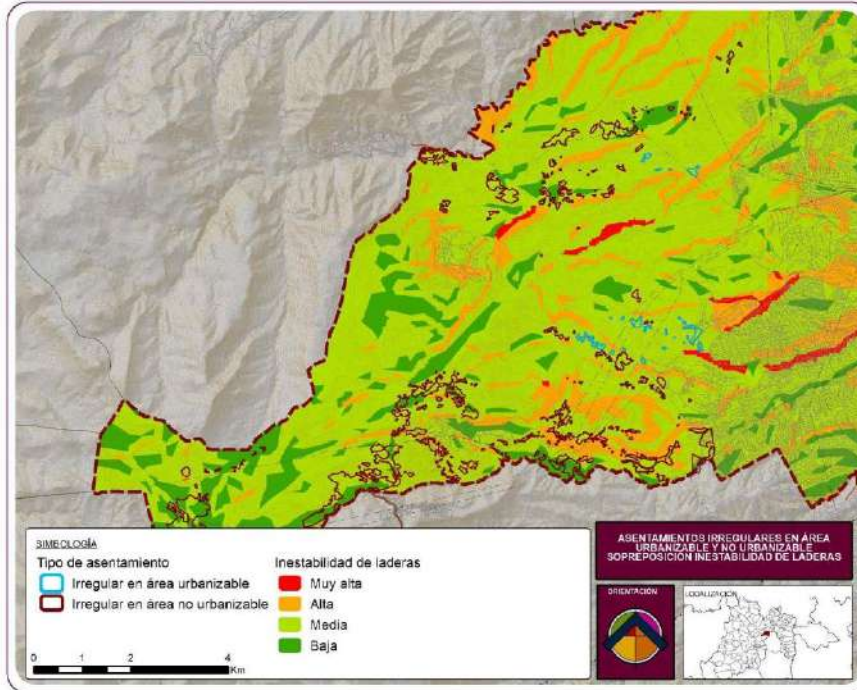 SIMBOLOGÍA
Tipo de asentamiento
Irregular en área urbanizable
Irregular en área no urbanizable
Inestabilidad de laderas
Muy alta
Alta
Media
Baja
0 1 2 4
Km
ASENTAMIENTOS IRREGULARES EN ÁREA
URBANIZABLE Y NO URBANIZABLE
SOPREPOSICIÓN INESTABILIDAD DE LADERAS
ORIENTACIÓN
LOCALIZACIÓN